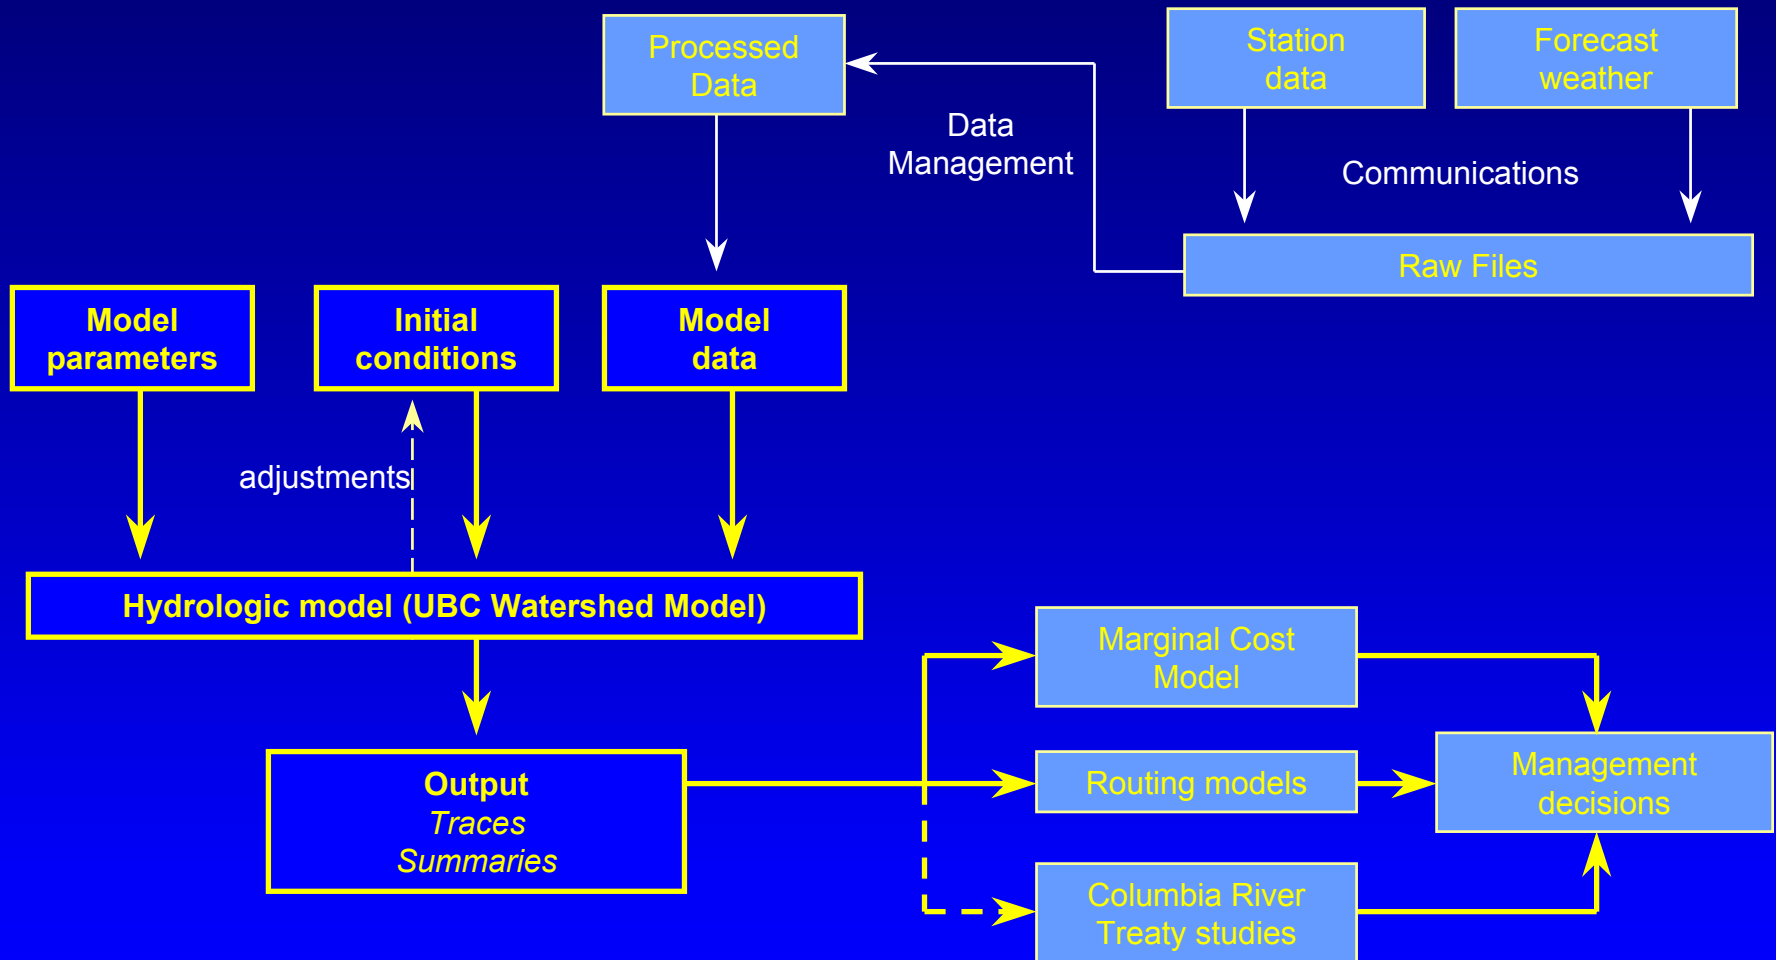 Processed
Data
Station
data
Forecast
weather
Data
Management
Communications
Raw Files
Model
parameters
Initial
conditions
Model
data
adjustments
Hydrologic model (UBC Watershed Model)
Marginal Cost
Model
Output
Traces
Summaries
Routing models
Management
decisions
Columbia River
Treaty studies